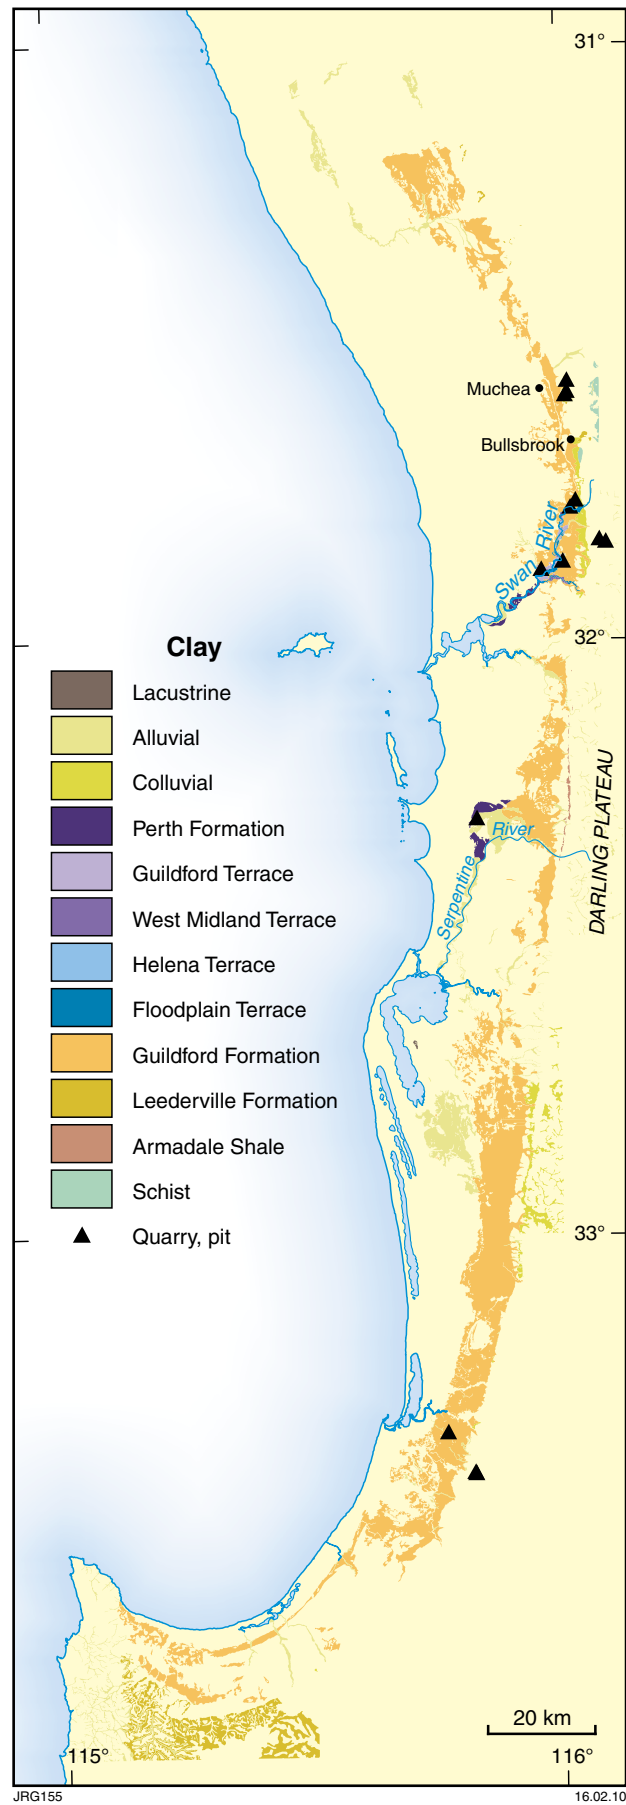 31°
Muchea
Bullsbrook
Swan River
32°
Clay
Lacustrine
Alluvial
Colluvial
Perth Formation
Guildford Terrace
West Midland Terrace
Helena Terrace
Floodplain Terrace
Guildford Formation
Leederville Formation
Armadale Shale
Schist
Quarry, pit
DARLING PLATEAU
Serpentine River
33°
20 km
115°
116°
JRG155
16.02.10